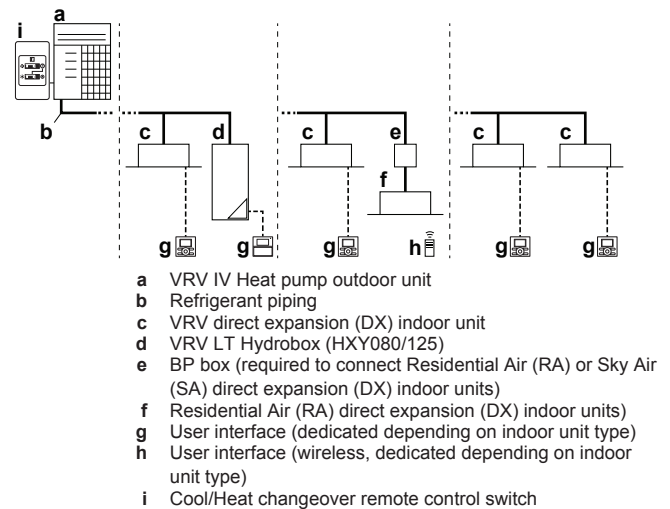 a
i
b
c
d
c
e
c
c
f
g
g
g
h
g
g
a VRV IV Heat pump outdoor unit
b Refrigerant piping
c VRV direct expansion (DX) indoor unit
d VRV LT Hydrobox (HXY080/125)
e BP box (required to connect Residential Air (RA) or Sky Air
(SA) direct expansion (DX) indoor units)
f Residential Air (RA) direct expansion (DX) indoor units)
g User interface (dedicated depending on indoor unit type)
h User interface (wireless, dedicated depending on indoor
unit type)
i Cool/Heat changeover remote control switch